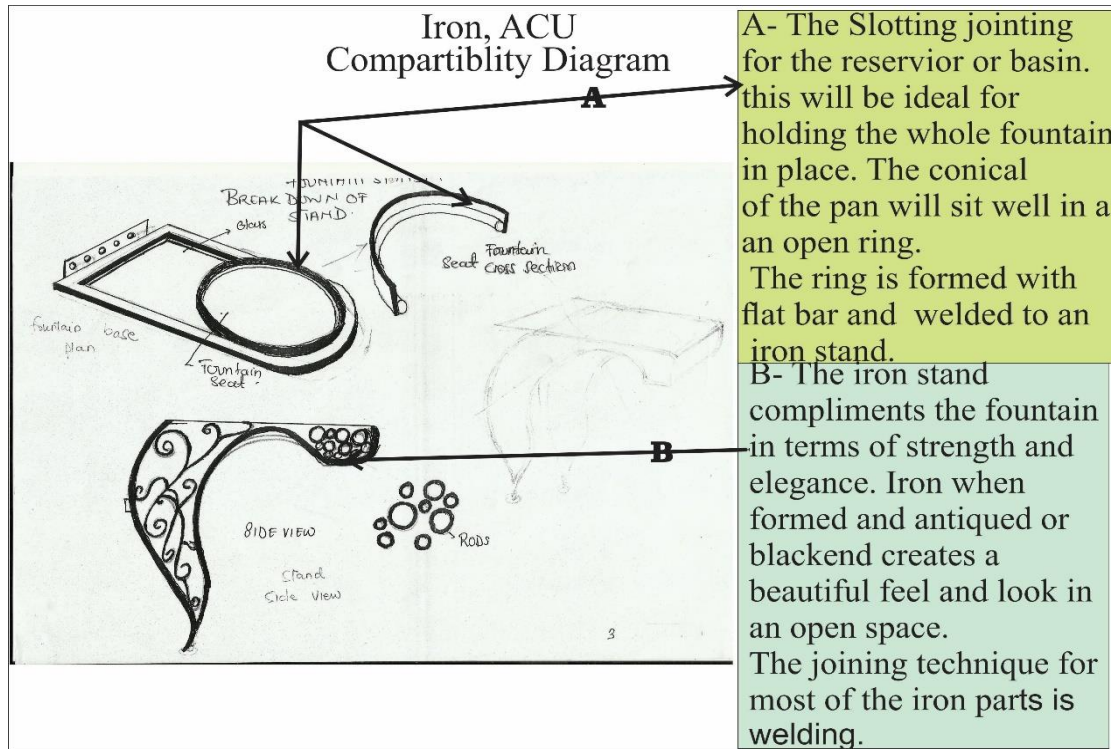 Iron, ACU
Compartiblity Diagram
A
A- The Slotting jointing
for the reservior or basin.
this will be ideal for
holding the whole fountain
in place. The conical
of the pan will sit well in a
an open ring.
The ring is formed with
flat bar and welded to an
iron stand.
B- The iron stand
compliments the fountain
in terms of strength and
elegance. Iron when
formed and antiqued or
blackend creates a
beautiful feel and look in
an open space.
The joining technique for
most of the iron parts is
welding.
B
BREAK DOWN OF
STAND.
Fountain
Seat Cross section
fountain base
plan
Fountain
Seat
SIDE VIEW
Stand
Side view
RODS
3